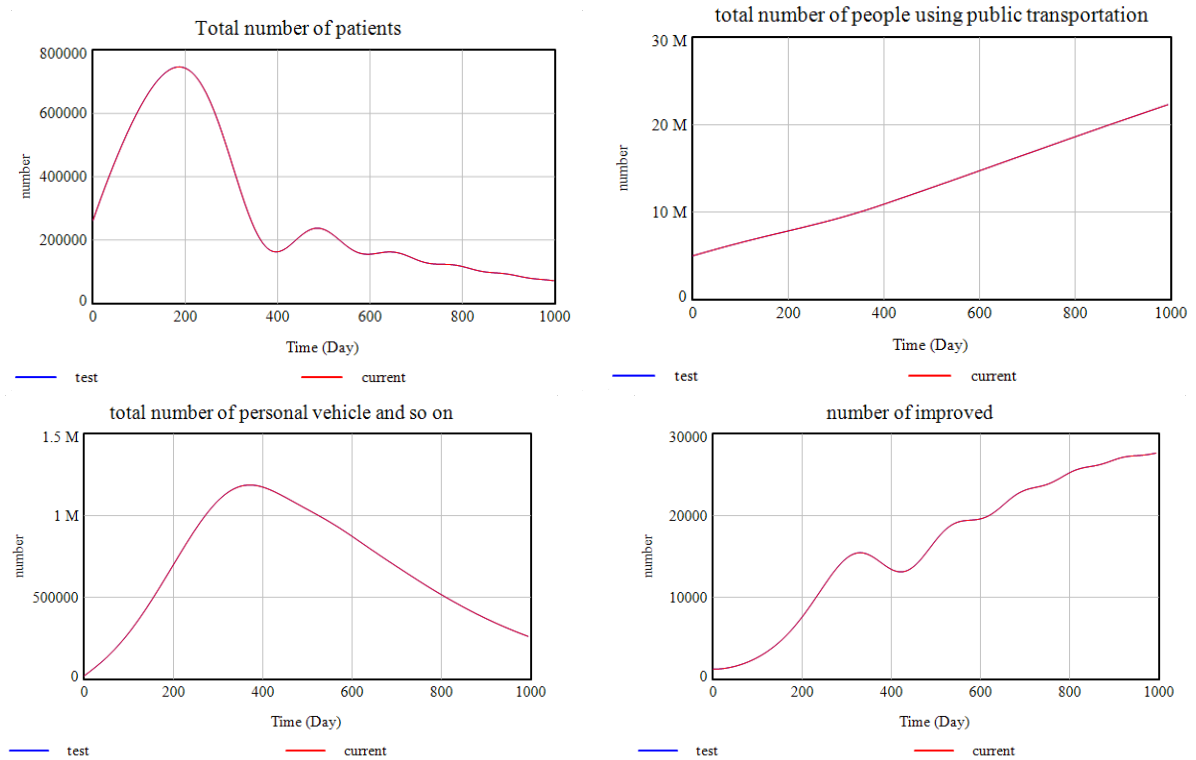 Total number of patients
800000
600000
400000
200000
0
number
0 200 400 600 800 1000
Time (Day)
test current
total number of people using public transportation
30 M
20 M
10 M
0
number
0 200 400 600 800 1000
Time (Day)
test current
total number of personal vehicle and so on
1.5 M
1 M
500000
0
number
0 200 400 600 800 1000
Time (Day)
test current
number of improved
30000
20000
10000
0
number
0 200 400 600 800 1000
Time (Day)
test current